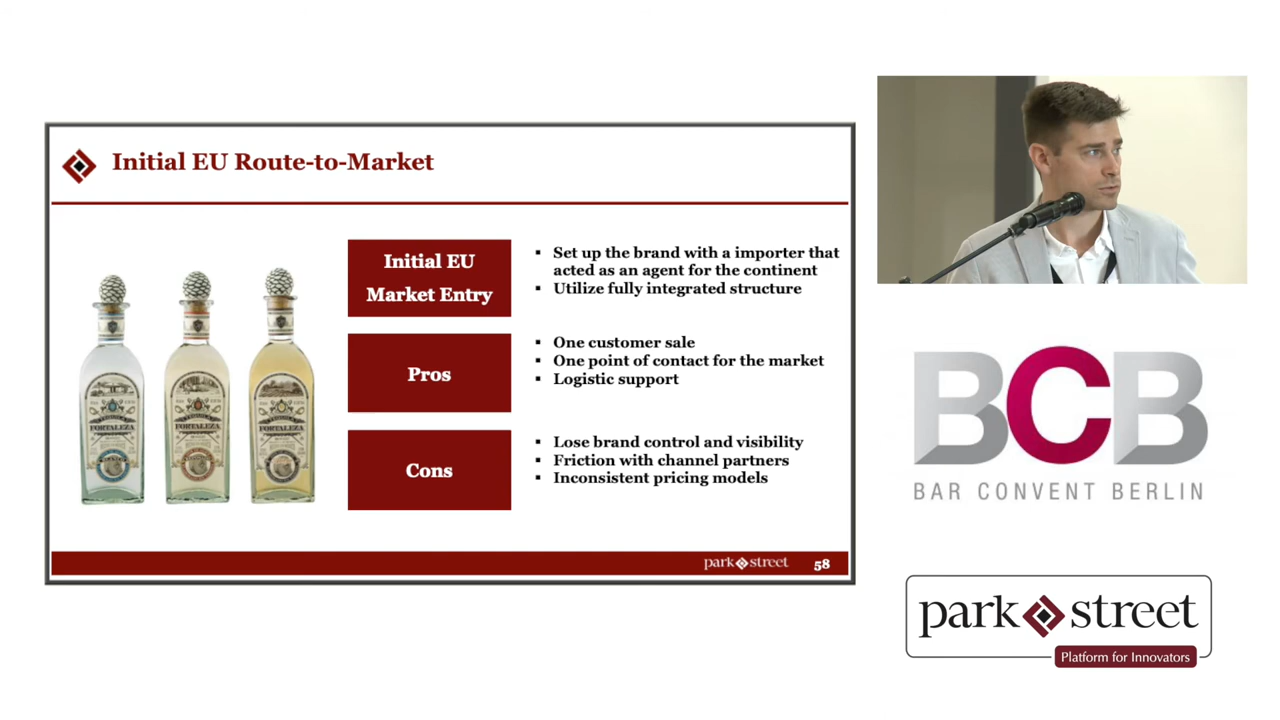 Initial EU Route-to-Market
Initial EU
Market Entry
▪ Set up the brand with a importer that
acted as an agent for the continent
▪ Utilize fully integrated structure
Pros
▪ One customer sale
▪ One point of contact for the market
▪ Logistic support
Cons
▪ Lose brand control and visibility
▪ Friction with channel partners
▪ Inconsistent pricing models
FORTALEZA
FORTALEZA
FORTALEZA
park street
58
BCB
BAR CONVENT BERLIN
park street
Platform for Innovators